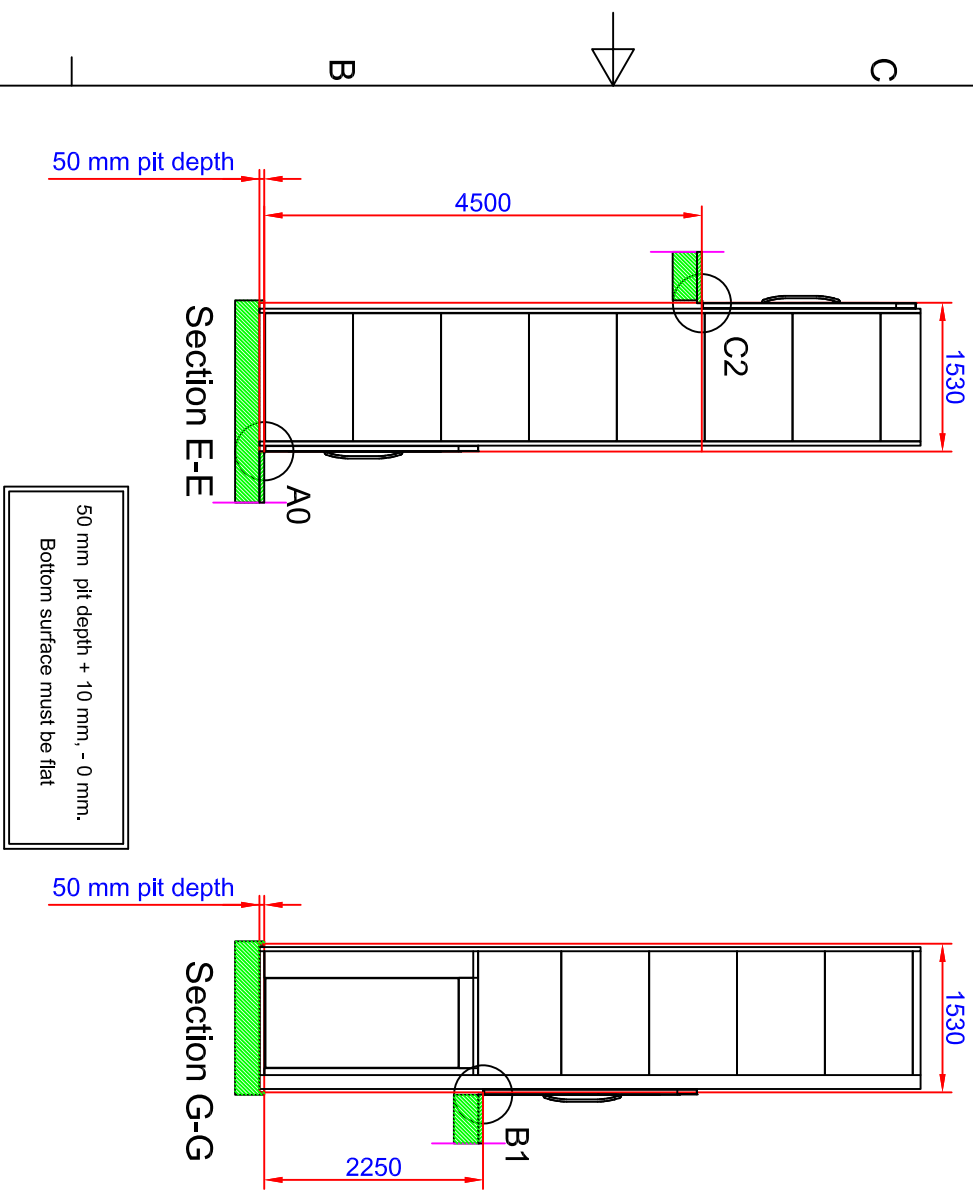 B
C
50 mm pit depth
4500
1530
C2
A0
Section E-E
50 mm pit depth + 10 mm, - 0 mm.
Bottom surface must be flat
50 mm pit depth
1530
B1
2250
Section G-G